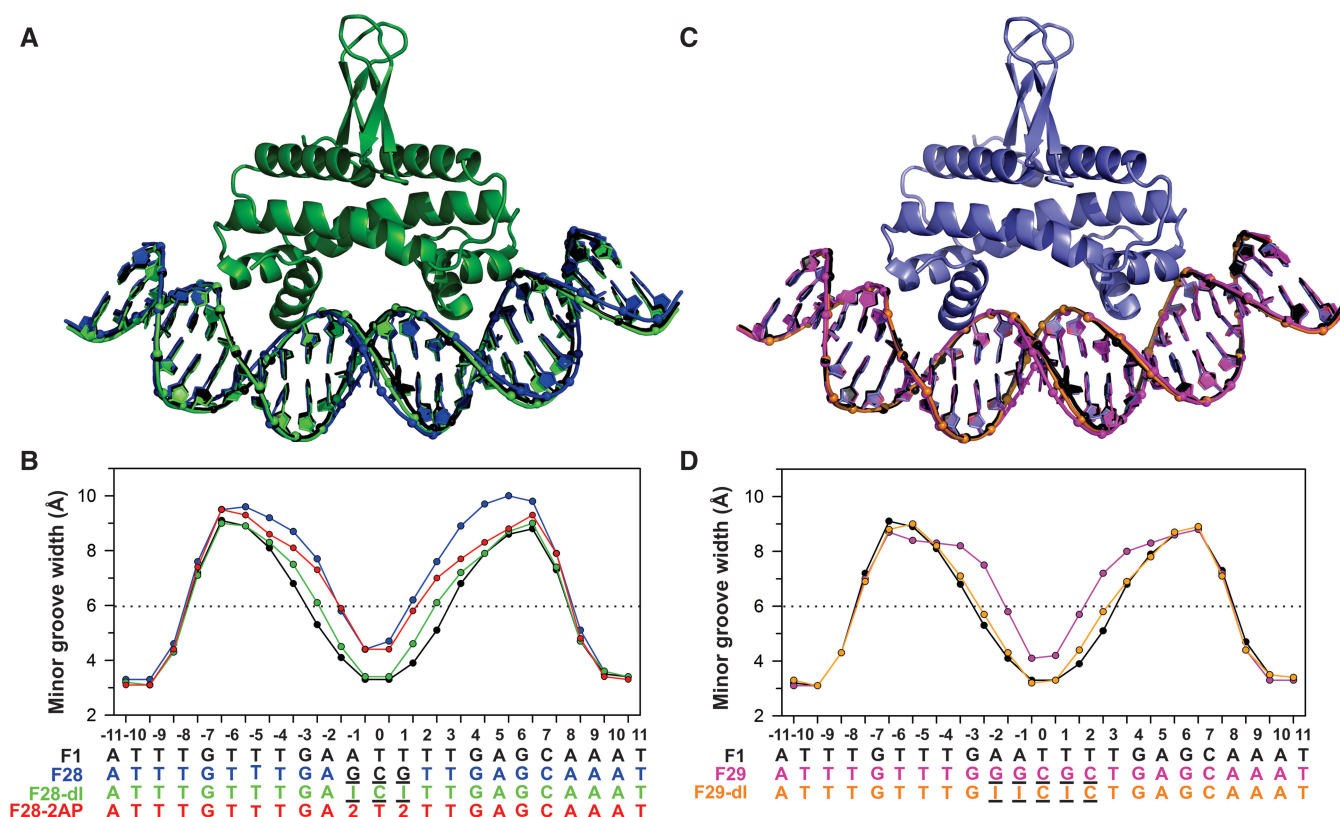 A
C
B
D
Minor groove width (Å)
10
8
6
4
2
-11 -10 -9 -8 -7 -6 -5 -4 -3 -2 -1 0 1 2 3 4 5 6 7 8 9 10 11
F1 A T T T G T T T G A A T T T T G A G C A A A T
F28 A T T T G T T T G A G C G T T G A G C A A A T
F28-dI A T T T G T T T G A I C I T T G A G C A A A T
F28-2AP A T T T G T T T G A 2 T 2 T T G A G C A A A T
Minor groove width (Å)
10
8
6
4
2
-11 -10 -9 -8 -7 -6 -5 -4 -3 -2 -1 0 1 2 3 4 5 6 7 8 9 10 11
F1 A T T T G T T T G A A T T T T G A G C A A A T
F29 A T T T G T T T G G G C G C T G A G C A A A T
F29-dI A T T T G T T T G I I C I C T G A G C A A A T